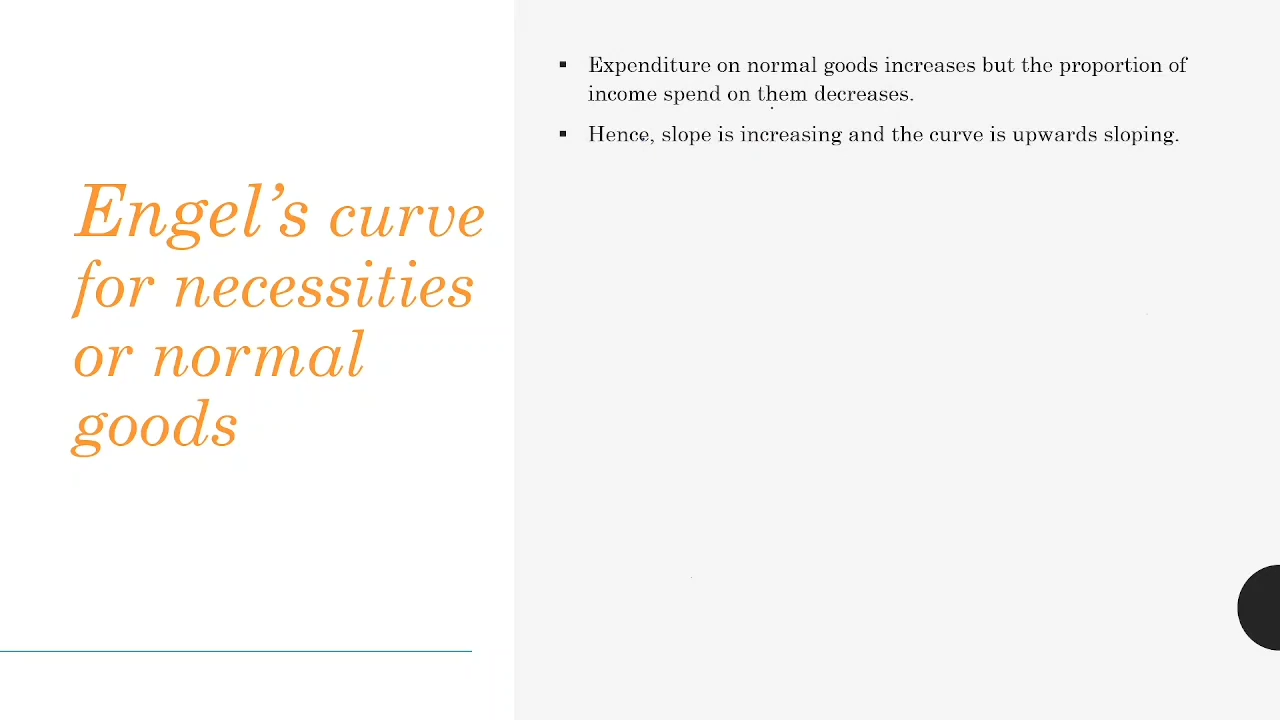 Engel’s curve
for necessities
or normal
goods
▪ Expenditure on normal goods increases but the proportion of
income spend on them decreases.
▪ Hence, slope is increasing and the curve is upwards sloping.